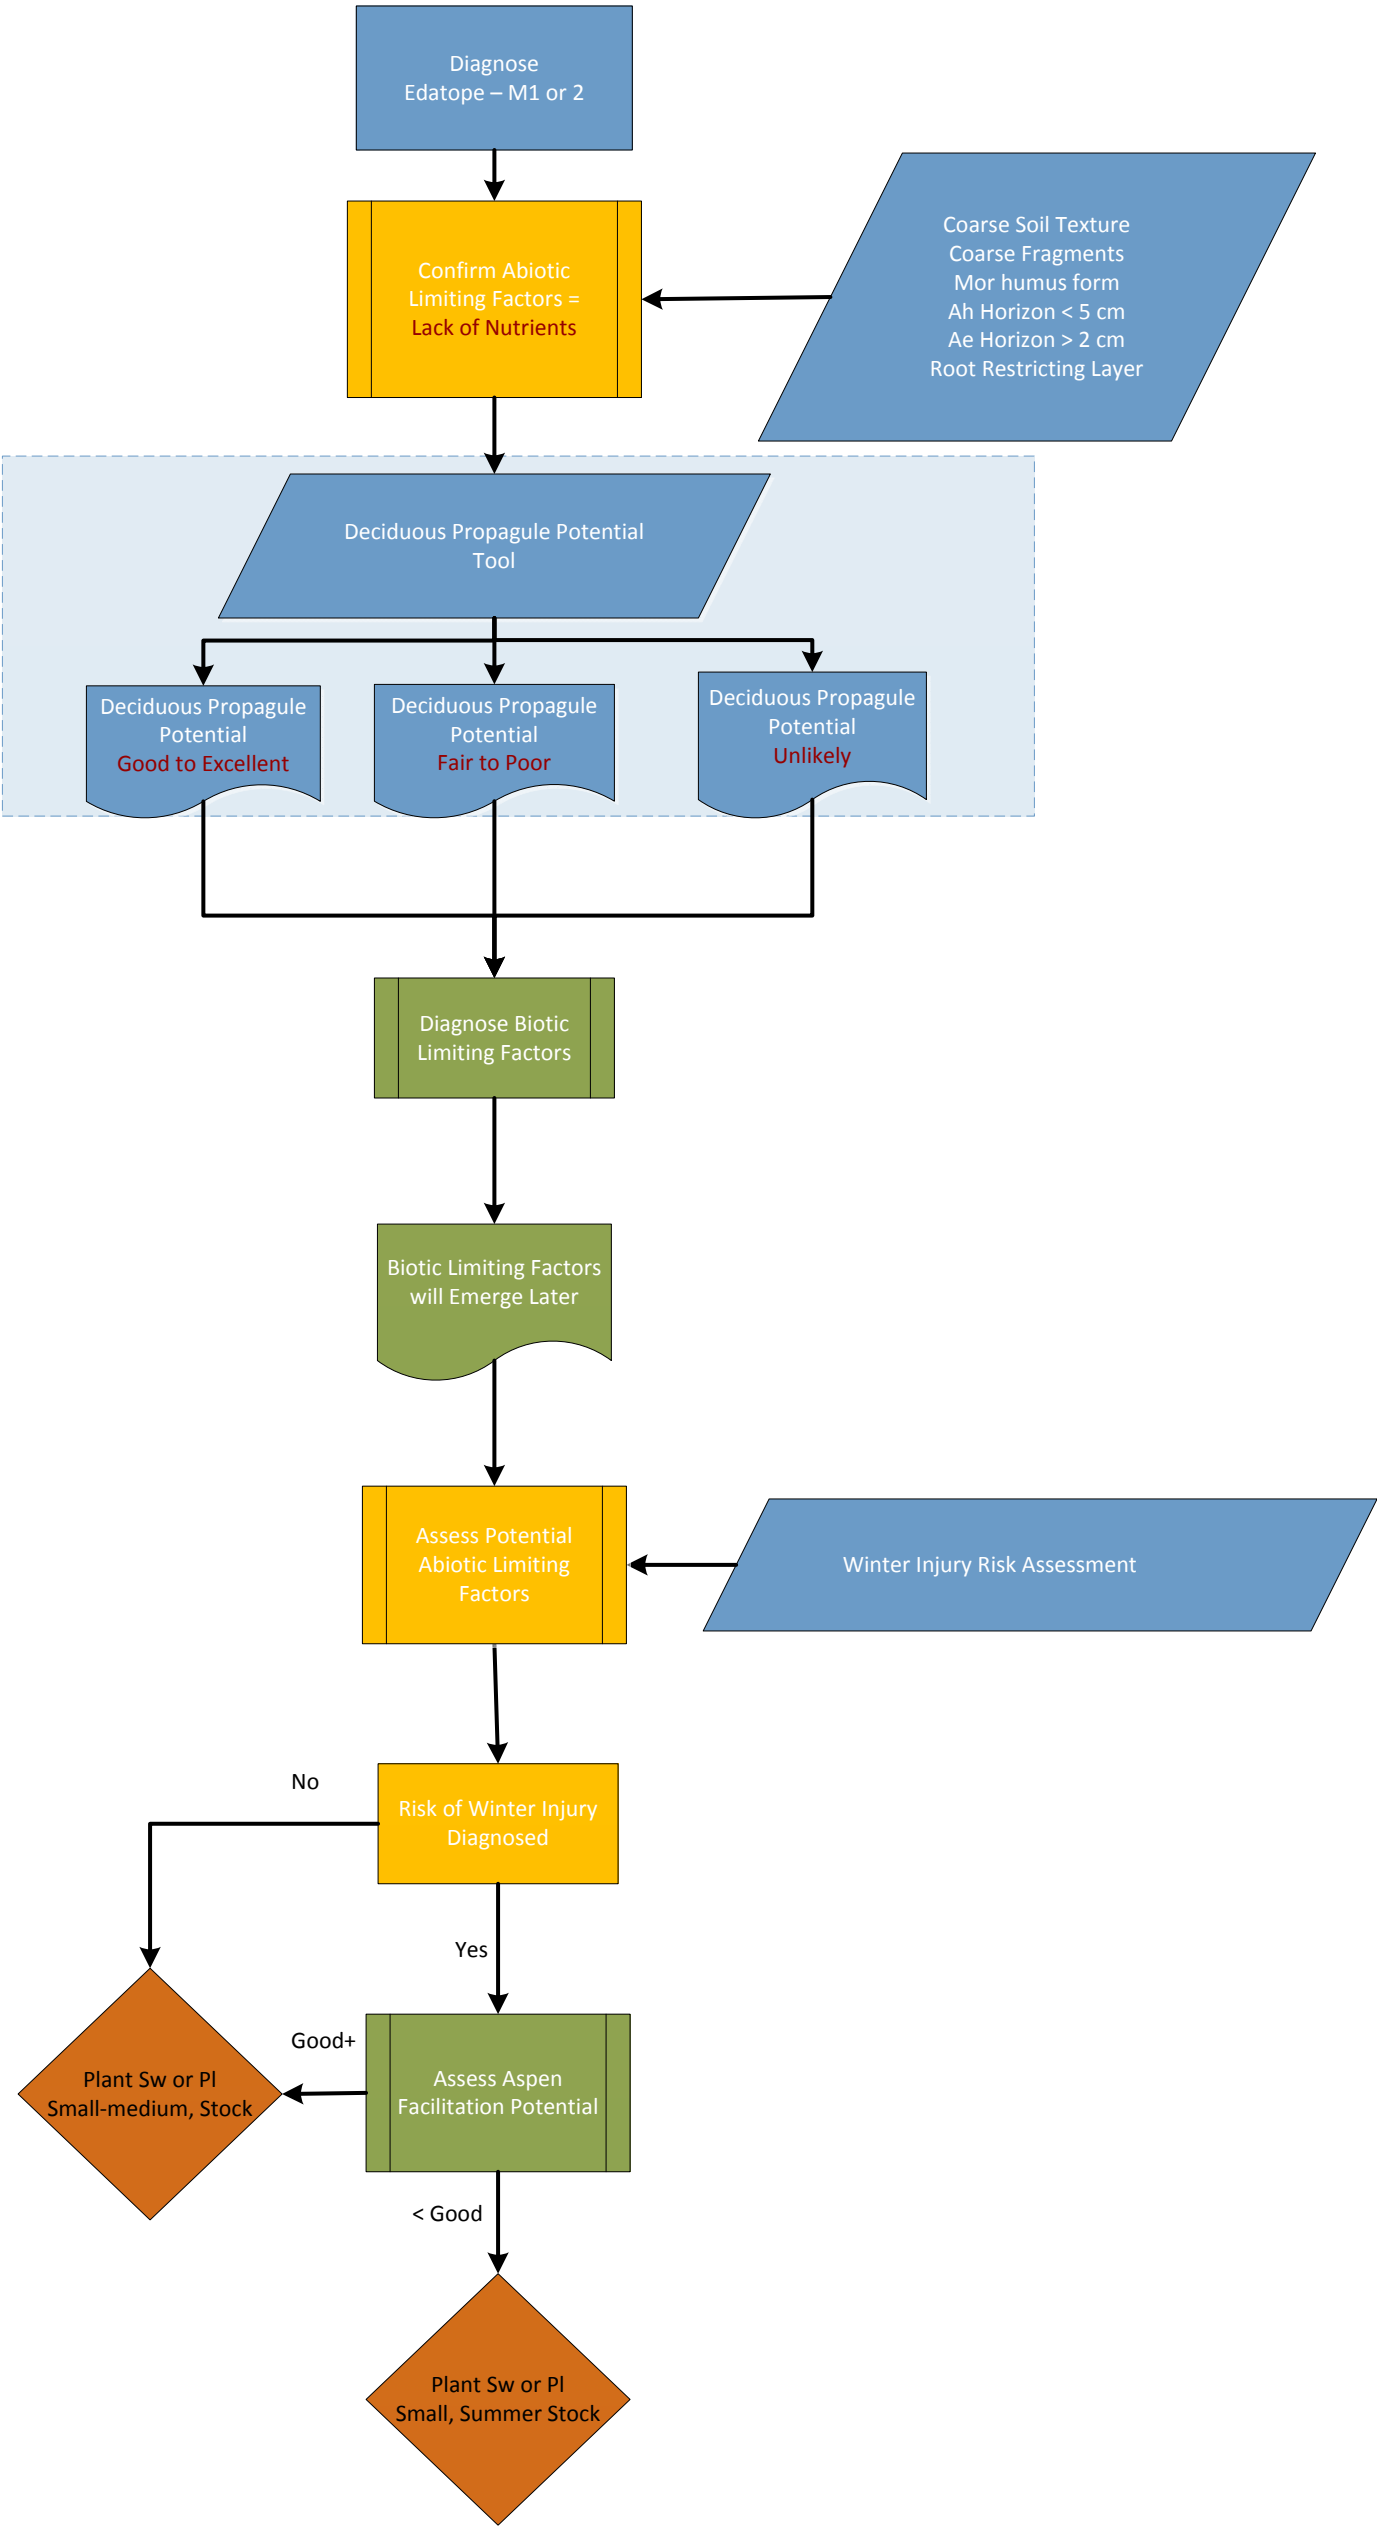 Diagnose
Edatope – M1 or 2
Confirm Abiotic
Limiting Factors =
Lack of Nutrients
Coarse Soil Texture
Coarse Fragments
Mor humus form
Ah Horizon < 5 cm
Ae Horizon > 2 cm
Root Restricting Layer
Deciduous Propagule Potential
Tool
Deciduous Propagule
Potential
Good to Excellent
Deciduous Propagule
Potential
Fair to Poor
Deciduous Propagule
Potential
Unlikely
Diagnose Biotic
Limiting Factors
Biotic Limiting Factors
will Emerge Later
Assess Potential
Abiotic Limiting
Factors
Winter Injury Risk Assessment
No
Risk of Winter Injury
Diagnosed
Yes
Good+
Plant Sw or Pl
Small-medium, Stock
Assess Aspen
Facilitation Potential
< Good
Plant Sw or Pl
Small, Summer Stock